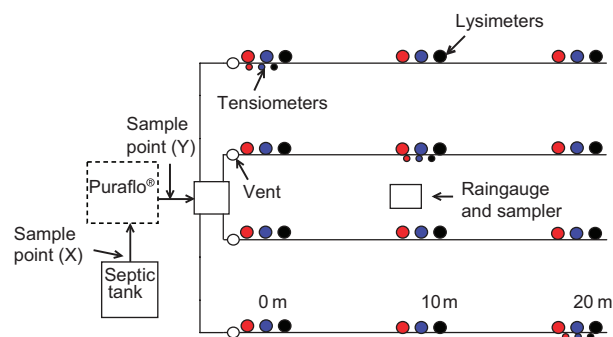 Lysimeters
Tensiometers
Sample
point (Y)
Puraflo®
Vent
Raingauge
and sampler
Sample
point (X)
Septic
tank
0 m
10 m
20 m